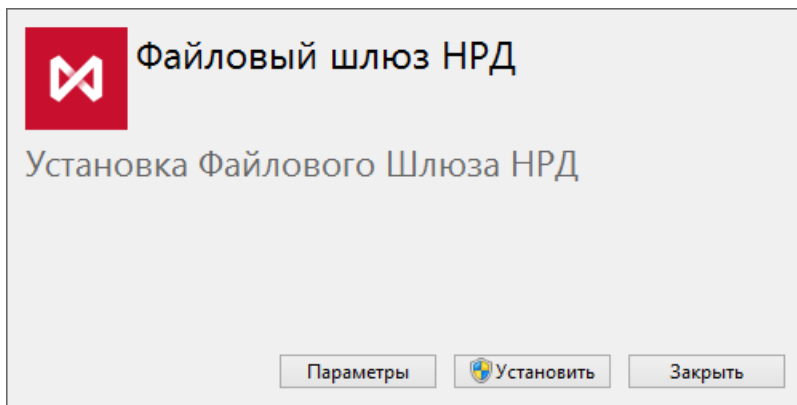 Файловый шлюз НРД
Установка Файлового Шлюза НРД
Параметры
Установить
Закрыть